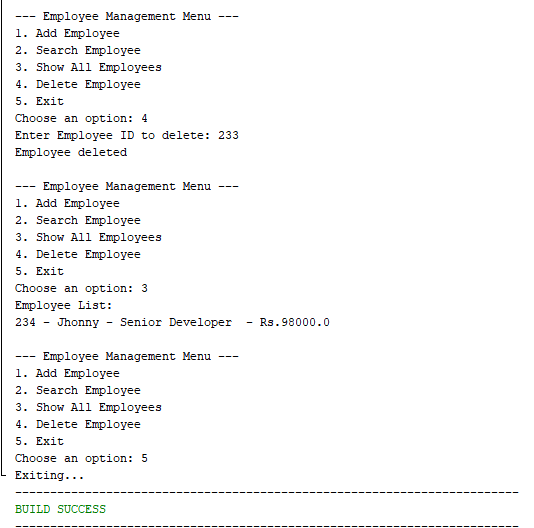 --- Employee Management Menu ---
1. Add Employee
2. Search Employee
3. Show All Employees
4. Delete Employee
5. Exit
Choose an option: 4
Enter Employee ID to delete: 233
Employee deleted
--- Employee Management Menu ---
1. Add Employee
2. Search Employee
3. Show All Employees
4. Delete Employee
5. Exit
Choose an option: 3
Employee List:
234 - Jhonny - Senior Developer  - Rs.98000.0
--- Employee Management Menu ---
1. Add Employee
2. Search Employee
3. Show All Employees
4. Delete Employee
5. Exit
Choose an option: 5
Exiting...
------------------------------------------------------------------------
BUILD SUCCESS
------------------------------------------------------------------------